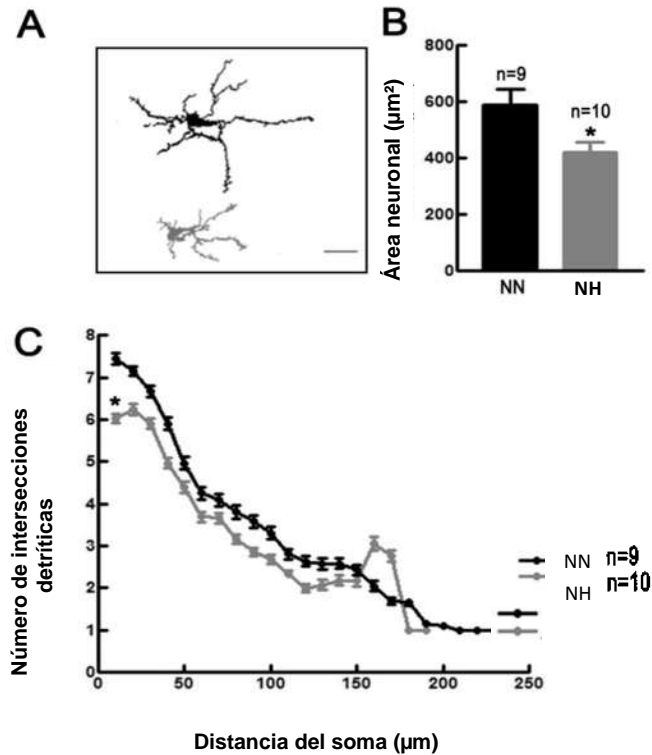 A
B
Área neuronal (µm²)
800
600
400
200
0
n=9
n=10
*
NN
NH
C
Número de intersecciones
detríticas
8
7
6
5
4
3
2
1
0
*
NN n=9
NH n=10
0
50
100
150
200
250
Distancia del soma (µm)